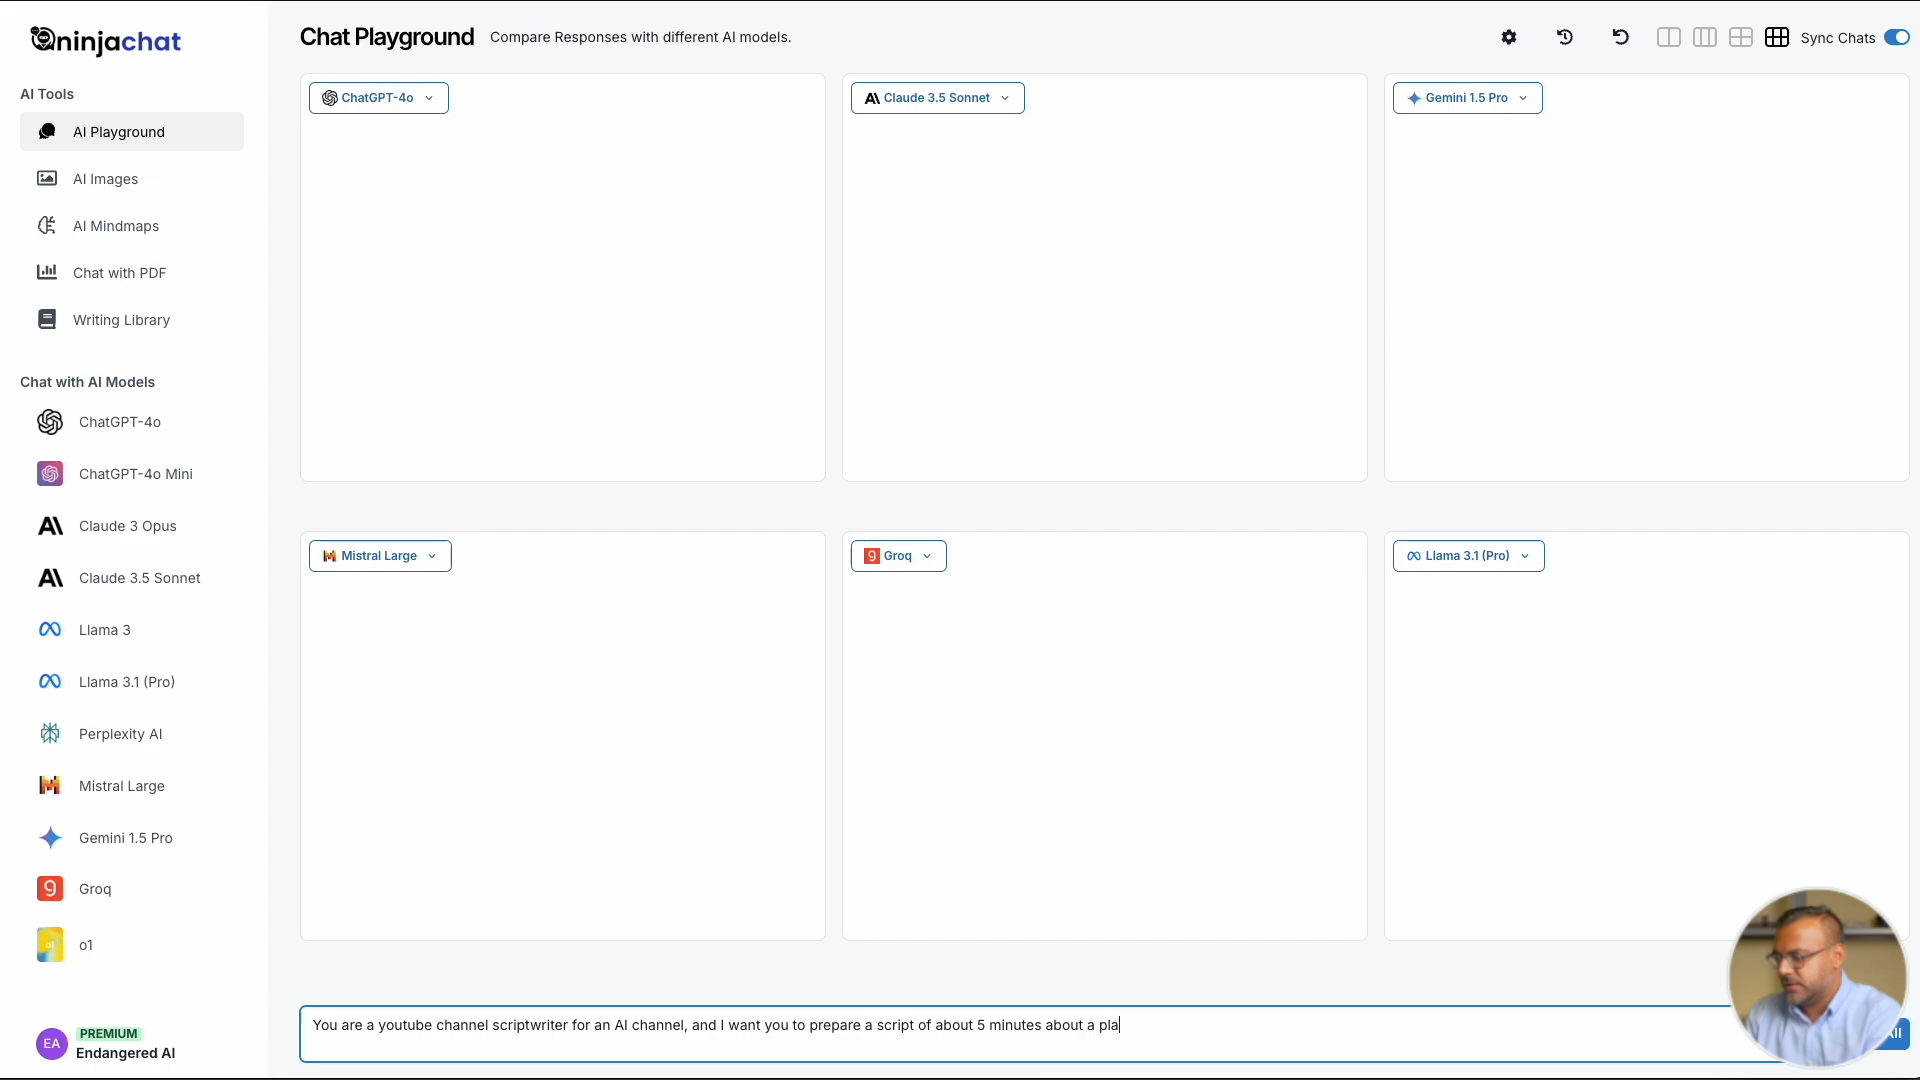 ninjachat
AI Tools
AI Playground
AI Images
AI Mindmaps
Chat with PDF
Writing Library
Chat with AI Models
ChatGPT-4o
ChatGPT-4o Mini
Claude 3 Opus
Claude 3.5 Sonnet
Llama 3
Llama 3.1 (Pro)
Perplexity AI
Mistral Large
Gemini 1.5 Pro
Groq
o1
EA
PREMIUM
Endangered AI
Chat Playground
Compare Responses with different AI models.
Sync Chats
ChatGPT-4o
Claude 3.5 Sonnet
Gemini 1.5 Pro
Mistral Large
Groq
Llama 3.1 (Pro)
You are a youtube channel scriptwriter for an AI channel, and I want you to prepare a script of about 5 minutes about a pla